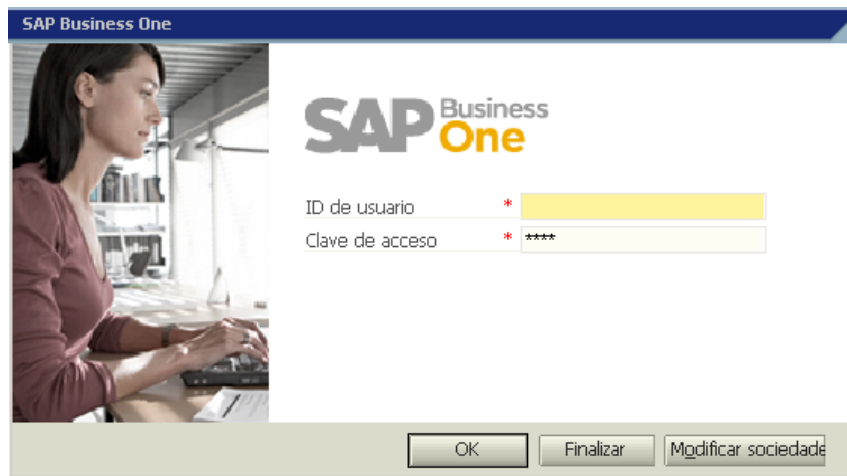 SAP Business One
SAP Business One
ID de usuario *
Clave de acceso * ****
OK Finalizar Modificar sociedade